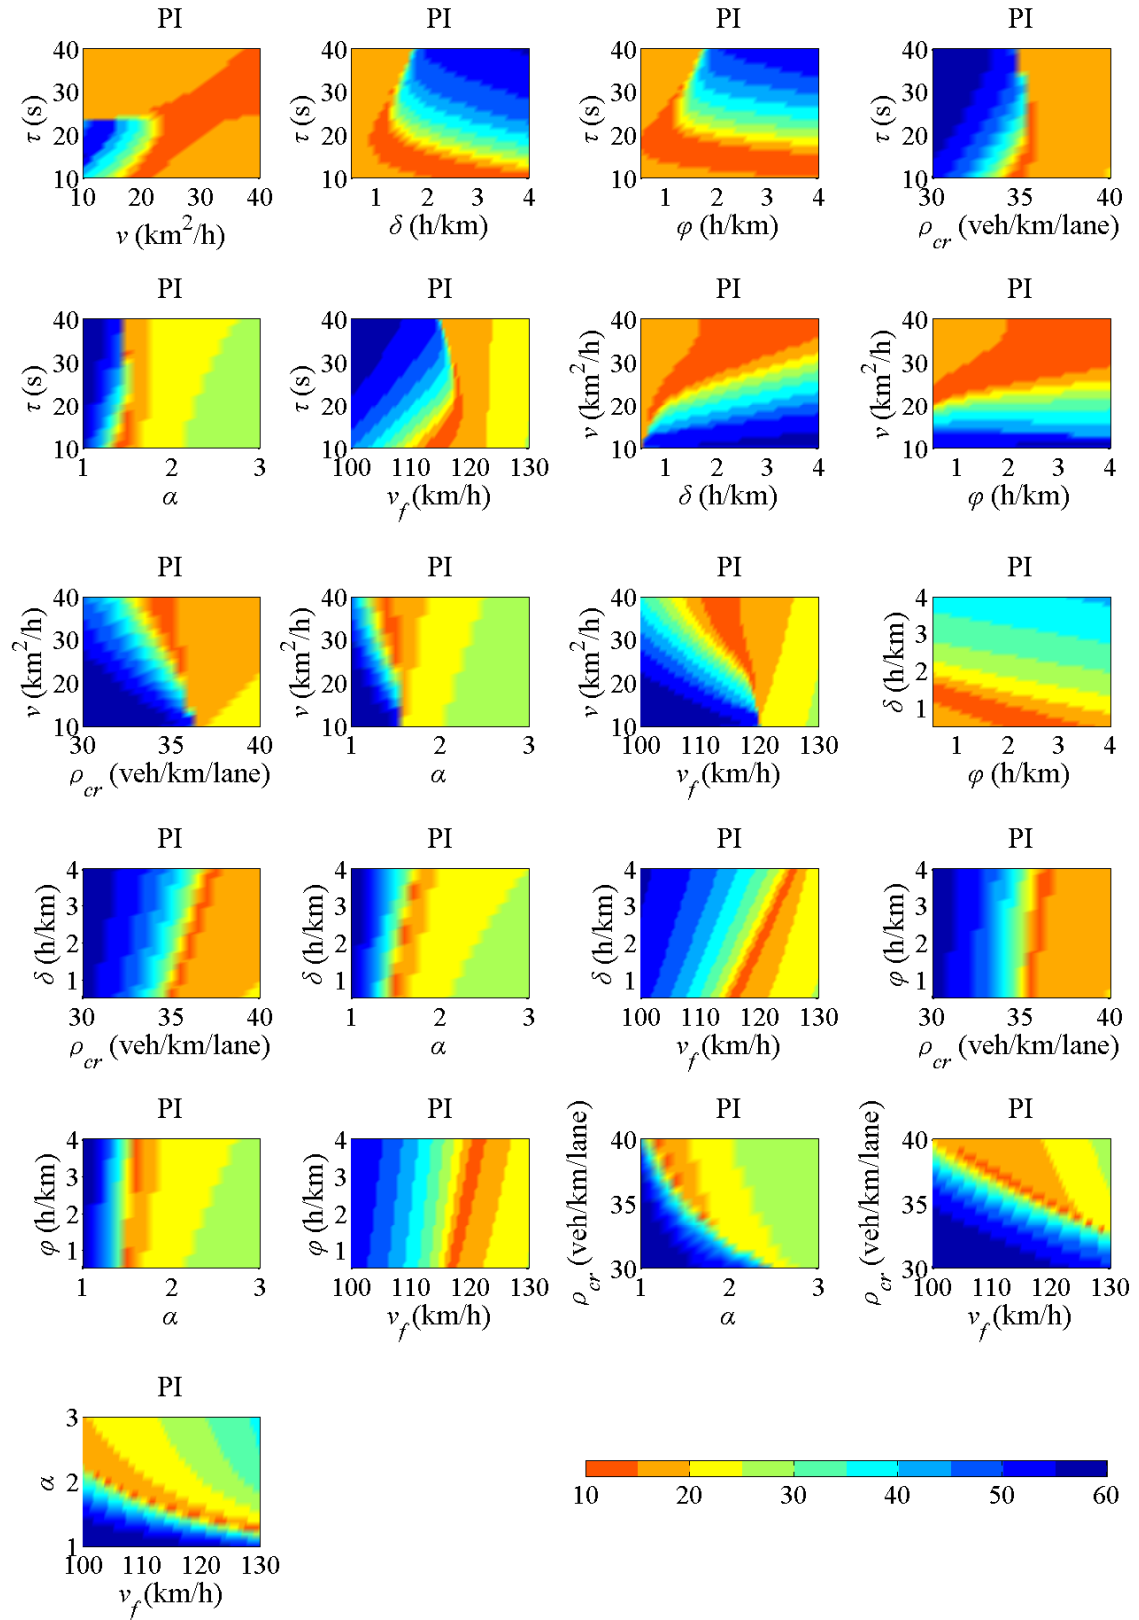 PI PI PI PI
40 40 40 40
30 30 30 30
τ (s) τ (s) τ (s) τ (s)
20 20 20 20
10 10 10 10
10 20 30 40 1 2 3 4 1 2 3 4 30 35 40
ν (km²/h) δ (h/km) φ (h/km) ρcr (veh/km/lane)
PI PI PI PI
40 40 40 40
30 30 30 30
τ (s) τ (s) ν (km²/h) ν (km²/h)
20 20 20 20
10 10 10 10
1 2 3 100 110 120 130 1 2 3 4 1 2 3 4
α vf (km/h) δ (h/km) φ (h/km)
PI PI PI PI
40 40 40 4
30 30 30 3
ν (km²/h) ν (km²/h) ν (km²/h) δ (h/km)
20 20 20 2
10 10 10 1
30 35 40 1 2 3 100 110 120 130 1 2 3 4
ρcr (veh/km/lane) α vf (km/h) φ (h/km)
PI PI PI PI
4 4 4 4
3 3 3 3
δ (h/km) δ (h/km) δ (h/km) φ (h/km)
2 2 2 2
1 1 1 1
30 35 40 1 2 3 100 110 120 130 30 35 40
ρcr (veh/km/lane) α vf (km/h) ρcr (veh/km/lane)
PI PI PI PI
4 4 40 40
3 3 35 35
φ (h/km) φ (h/km) ρcr (veh/km/lane) ρcr (veh/km/lane)
2 2
1 1 30 30
1 2 3 100 110 120 130 1 2 3 100 110 120 130
α vf (km/h) α vf (km/h)
PI
3
α 2
1
100 110 120 130
vf (km/h)
10 20 30 40 50 60